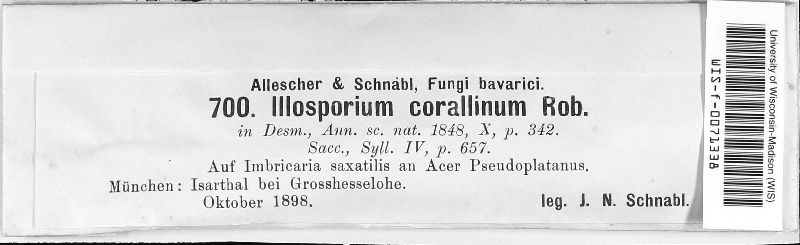 Allescher & Schnabl, Fungi bavarici.
700. Illosporium corallinum Rob.
in Desm., Ann. sc. nat. 1848, X, p. 342.
Sacc., Syll. IV, p. 657.
Auf Imbricaria saxatilis an Acer Pseudoplatanus.
München: Isarthal bei Grosshesselohe.
Oktober 1898.
leg. J. N. Schnabl.
WIS-f-0071338
University of Wisconsin-Madison (WIS)